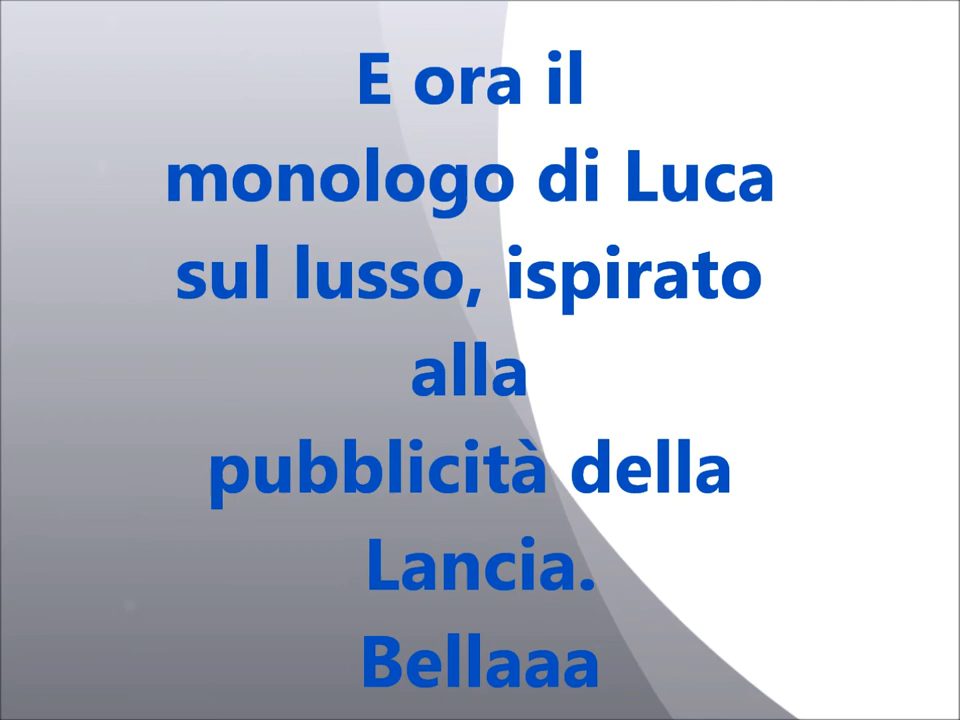 E ora il
monologo di Luca
sul lusso, ispirato
alla
pubblicità della
Lancia.
Bellaaa